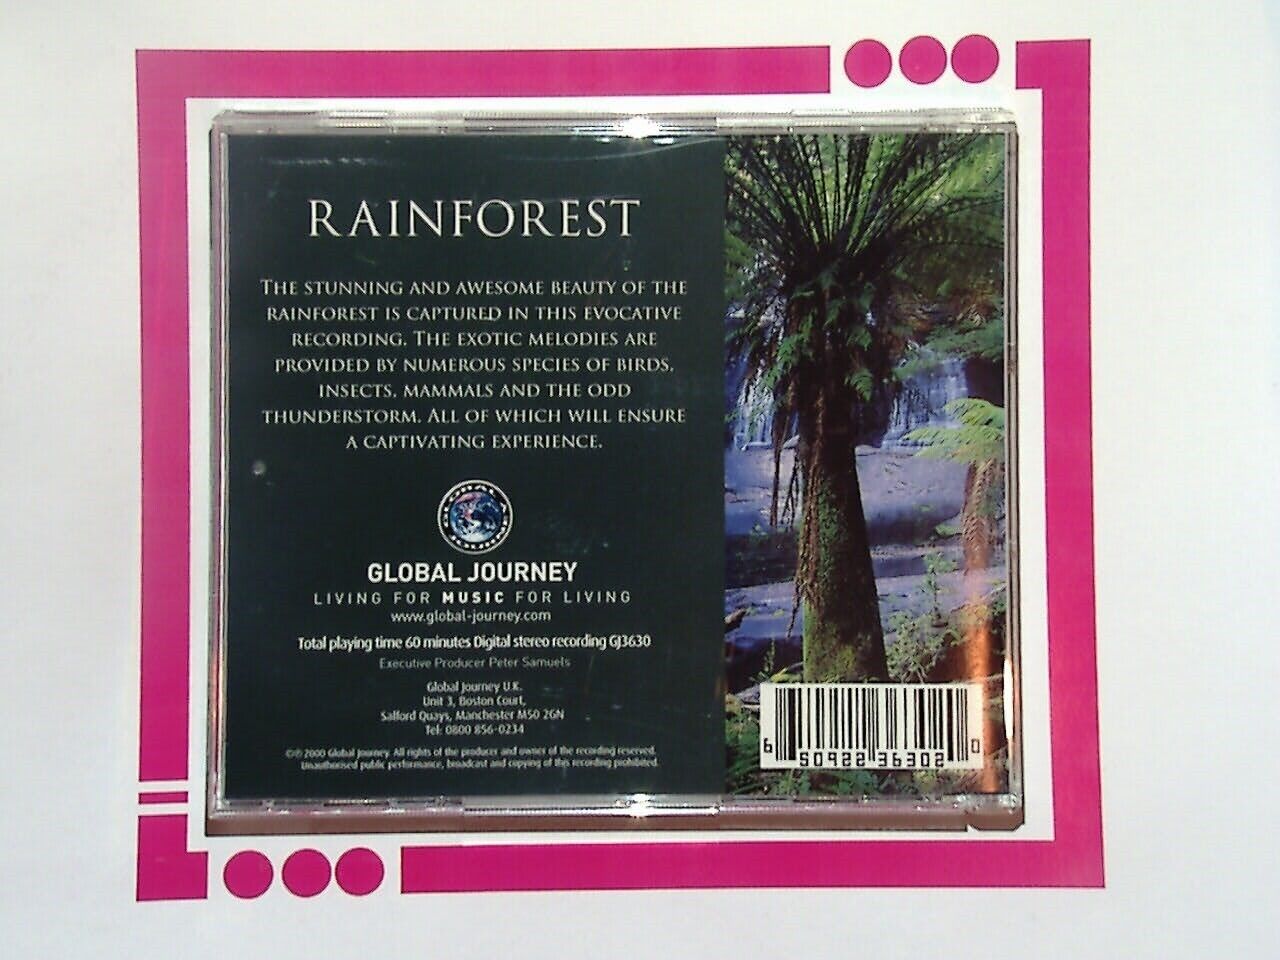 RAINFOREST
THE STUNNING AND AWESOME BEAUTY OF THE
RAINFOREST IS CAPTURED IN THIS EVOCATIVE
RECORDING. THE EXOTIC MELODIES ARE
PROVIDED BY NUMEROUS SPECIES OF BIRDS,
INSECTS, MAMMALS AND THE ODD
THUNDERSTORM. ALL OF WHICH WILL ENSURE
A CAPTIVATING EXPERIENCE.
GLOBAL JOURNEY
GLOBAL JOURNEY
LIVING FOR MUSIC FOR LIVING
www.global-journey.com
Total playing time 60 minutes Digital stereo recording GJ3630
Executive Producer Peter Samuels
Global Journey U.K.
Unit 3, Boston Court,
Salford Quays, Manchester M50 2GN
Tel: 0800 856-0234
©℗ 2000 Global Journey. All rights of the producer and owner of the recording reserved.
Unauthorised public performance, broadcast and copying of this recording prohibited.
6 50922 36302 0